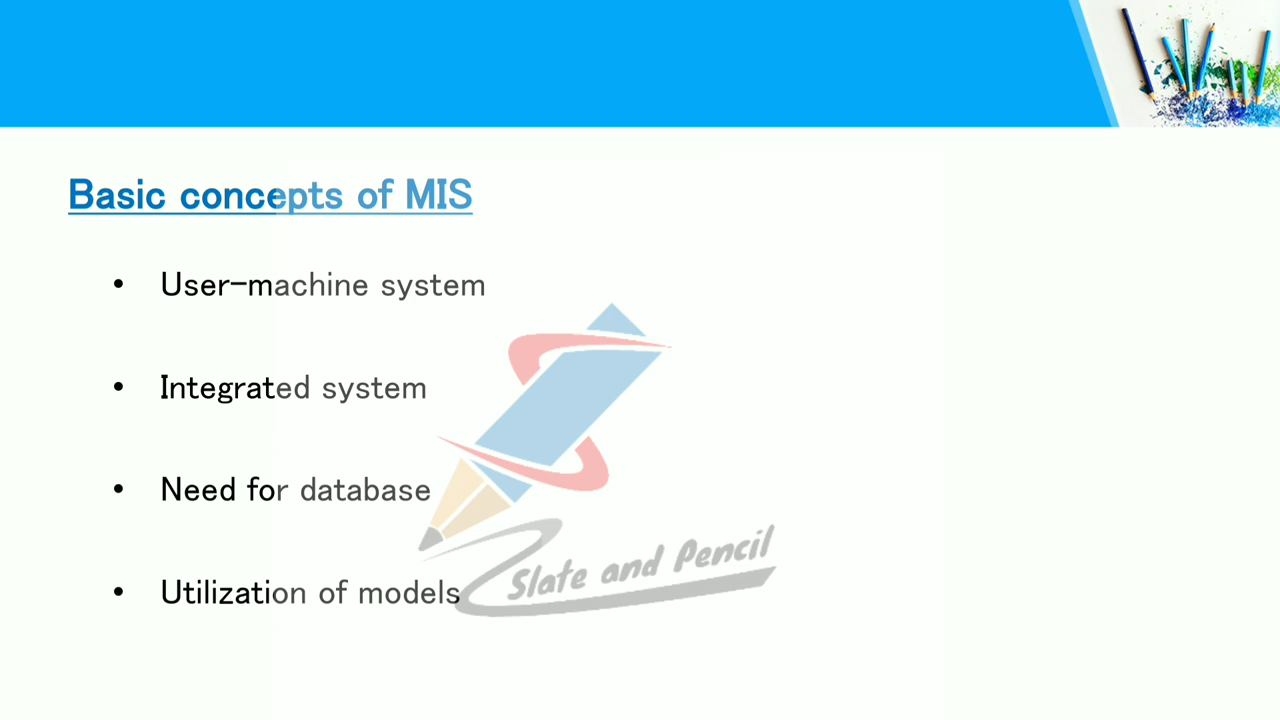 Basic concepts of MIS
• User-machine system
• Integrated system
• Need for database
• Utilization of models
Slate and Pencil